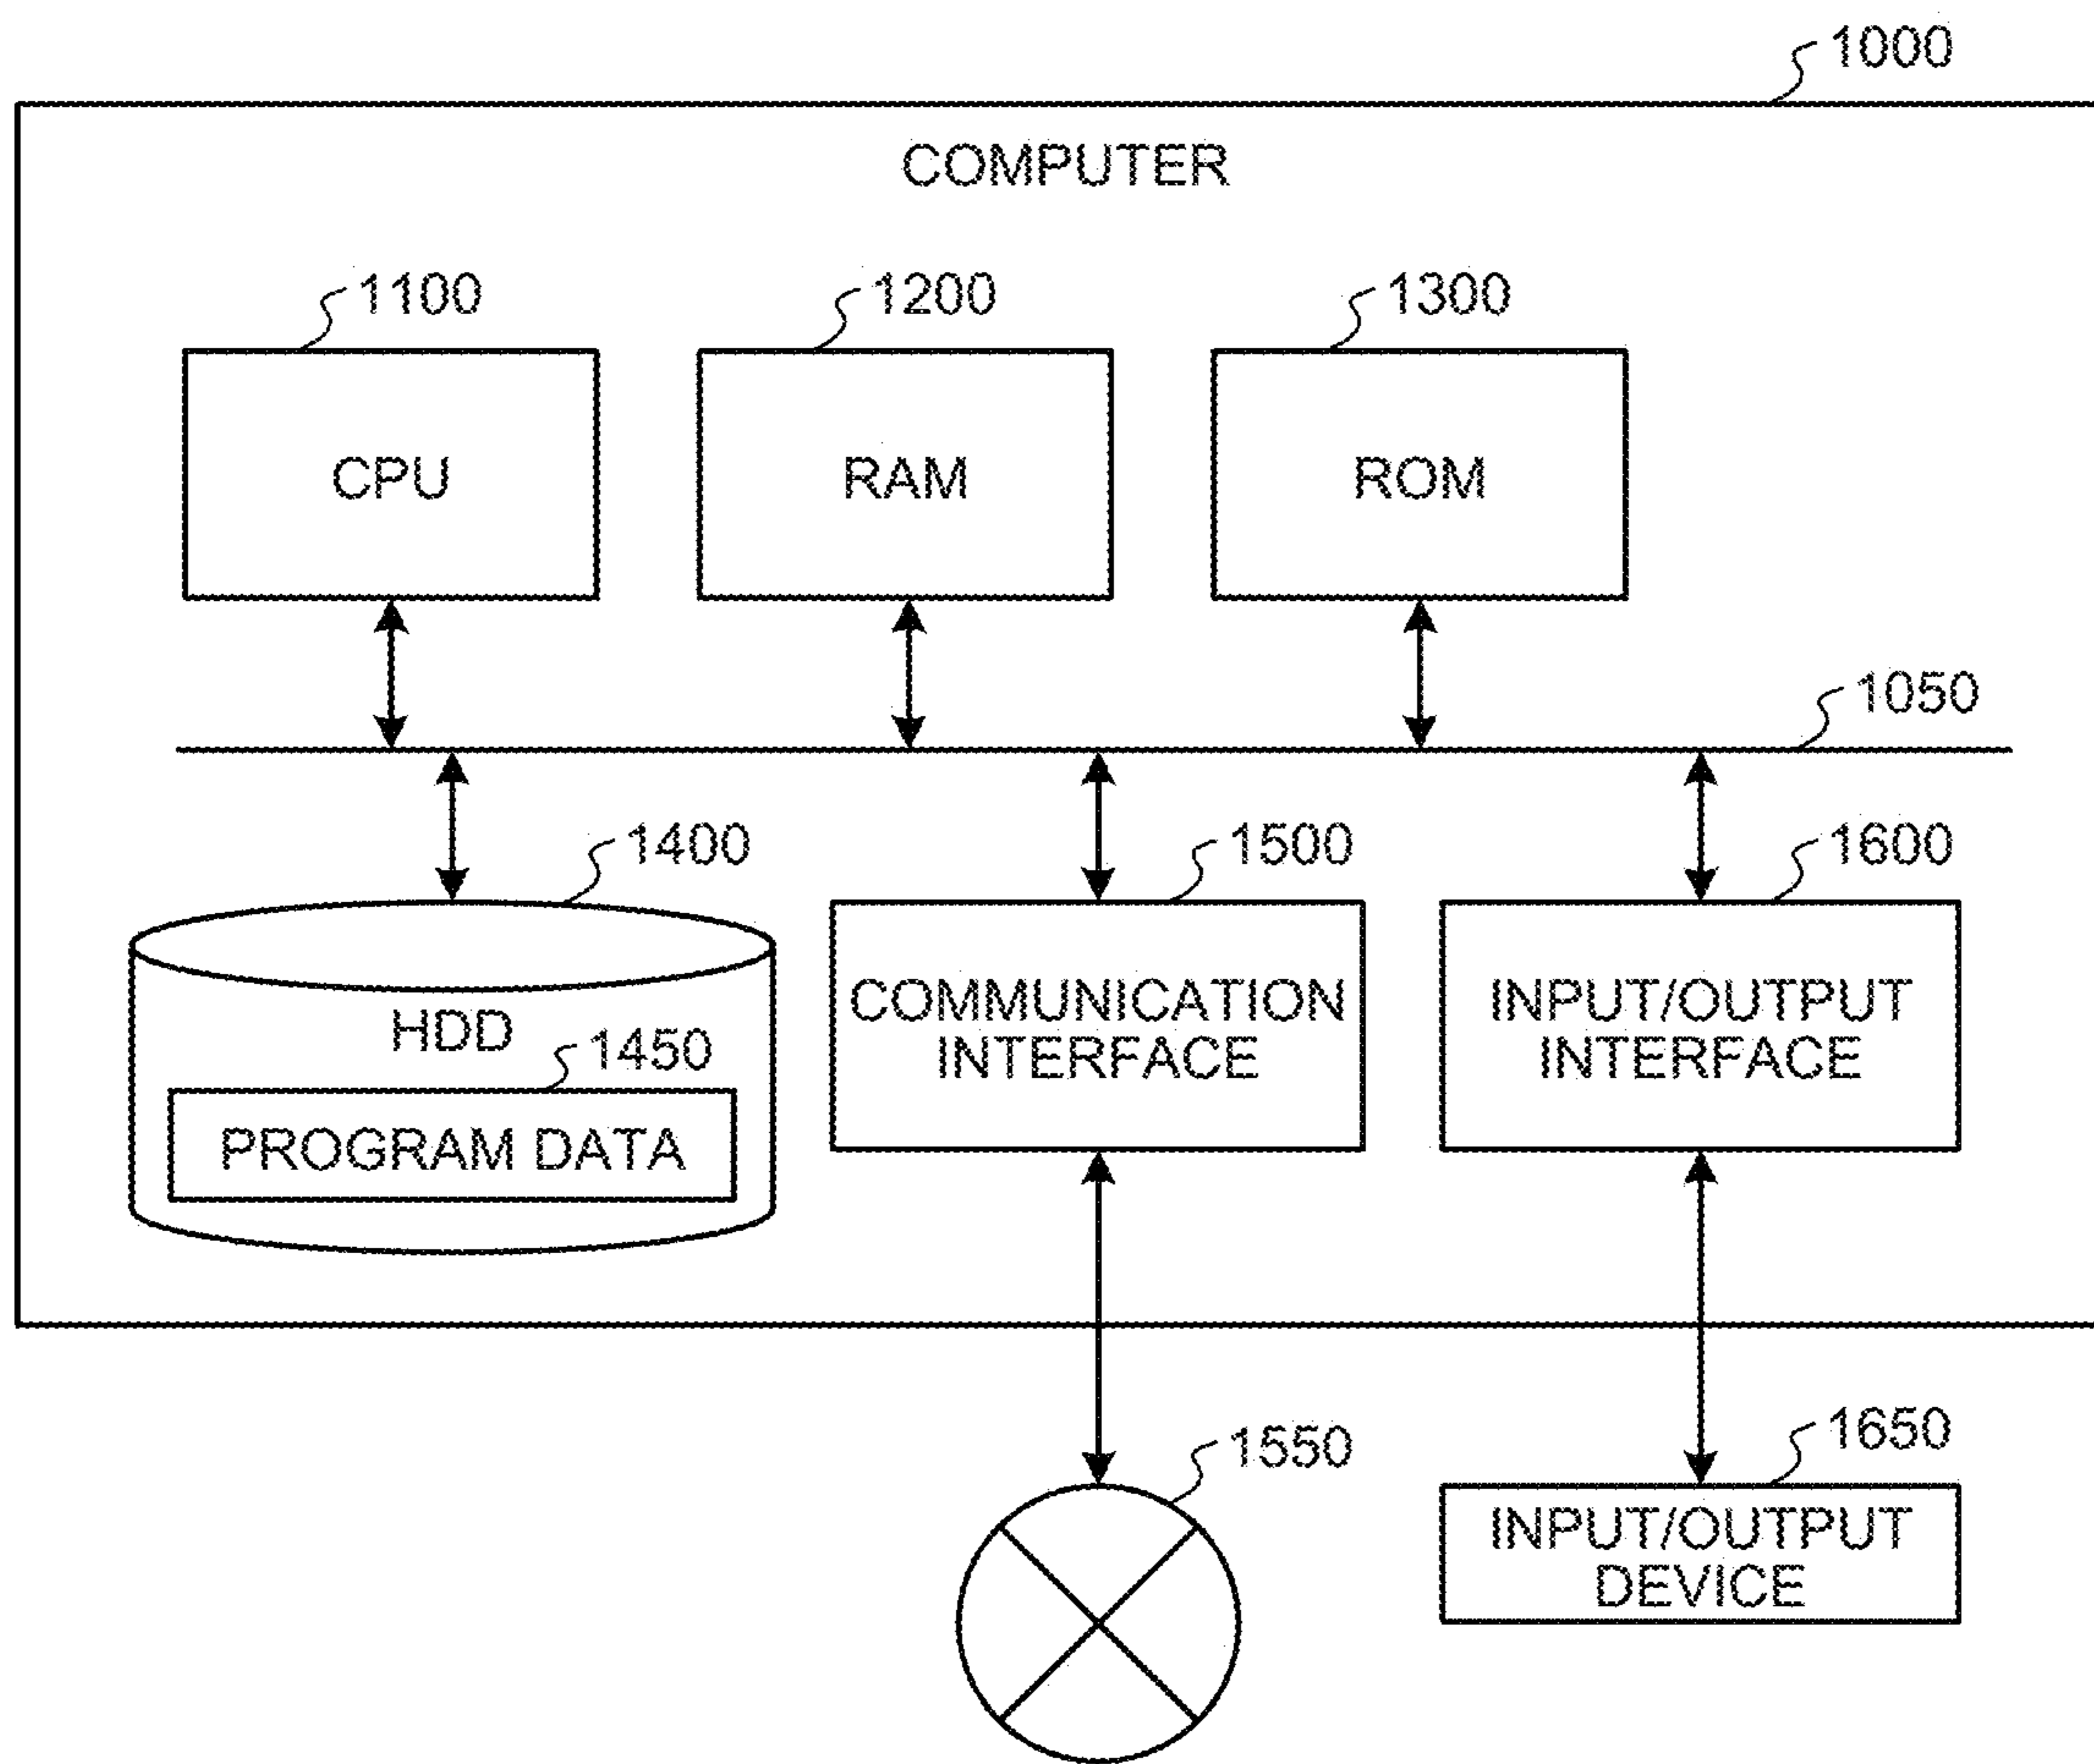 1000
COMPUTER
1100
1200
1300
CPU
RAM
ROM
1050
1400
1500
1600
HDD
1450
PROGRAM DATA
COMMUNICATION
INTERFACE
INPUT/OUTPUT
INTERFACE
1550
1650
INPUT/OUTPUT
DEVICE